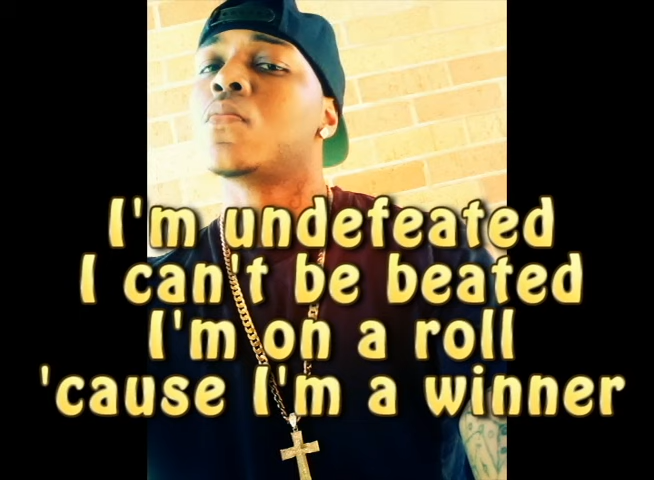 I'm undefeated
I can't be beated
I'm on a roll
'cause I'm a winner